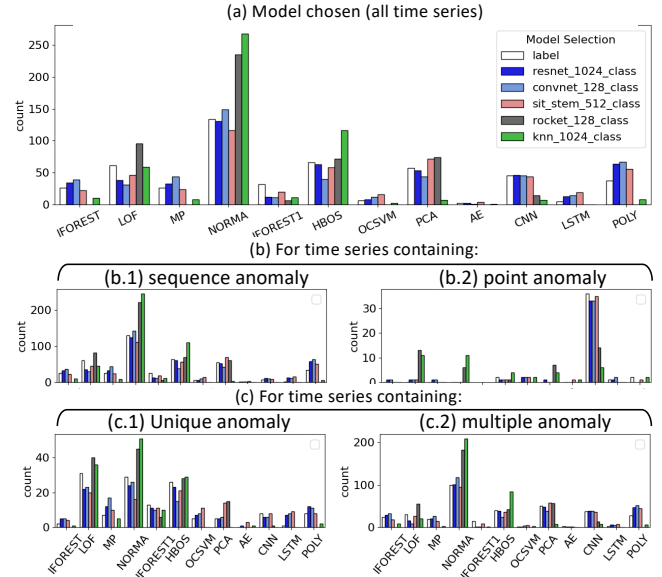 (a) Model chosen (all time series)
250
200
150
100
50
0
count
Model Selection
label
resnet_1024_class
convnet_128_class
sit_stem_512_class
rocket_128_class
knn_1024_class
IFOREST
LOF
MP
NORMA
IFOREST1
HBOS
OCSVM
PCA
AE
CNN
LSTM
POLY
(b) For time series containing:
(b.1) sequence anomaly
(b.2) point anomaly
200
100
0
count
30
20
10
0
count
(c) For time series containing:
(c.1) Unique anomaly
(c.2) multiple anomaly
40
20
0
count
200
100
0
count
IFOREST
LOF
MP
NORMA
IFOREST1
HBOS
OCSVM
PCA
AE
CNN
LSTM
POLY
IFOREST
LOF
MP
NORMA
IFOREST1
HBOS
OCSVM
PCA
AE
CNN
LSTM
POLY